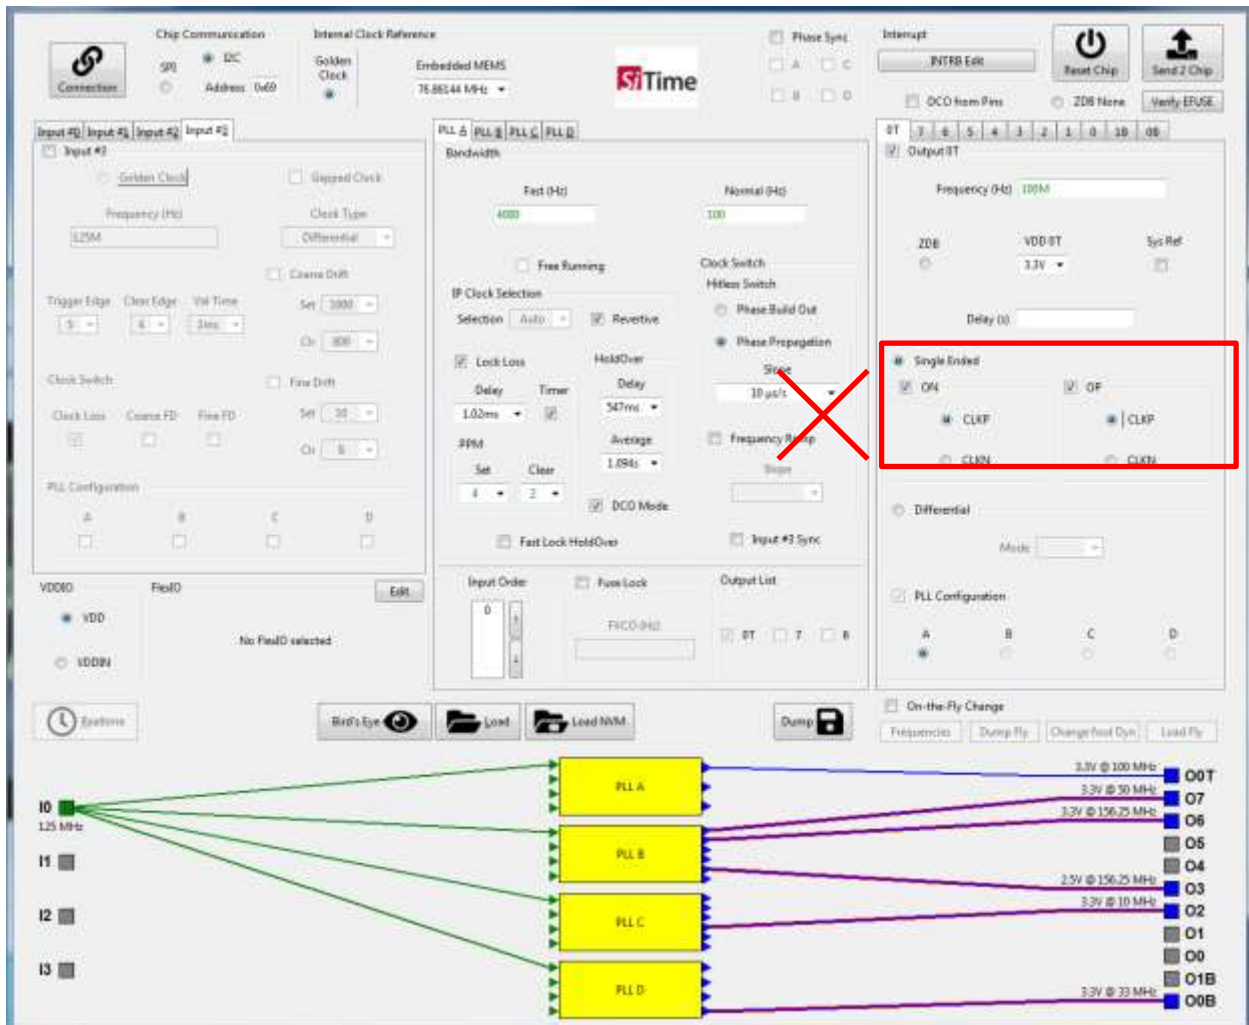 Chip Communication
SPI
I2C
Address 0x69
Connection
Internal Clock Reference
Golden
Clock
Embedded MEMS
76.86144 MHz
SiTime
Phase Sync
A
C
B
D
Interrupt
INTRB Edit
Reset Chip
Send 2 Chip
DCO from Pins
ZDB None
Verify EFUSE
Input #0 Input #1 Input #2 Input #3
Input #3
Golden Clock
Gapped Clock
Frequency (Hz)
125M
Clock Type
Differential
Coarse Drift
Trigger Edge Clear Edge Val Time
5
4
2ms
Set 1000
Clr 800
Clock Switch
Fine Drift
Clock Loss Coarse FD Fine FD
Set 10
Clr 8
PLL Configuration
A B C D
VDDIO
VDD
VDDIN
FlexIO
Edit
No FlexIO selected
PLL A PLL B PLL C PLL D
Bandwidth
Fast (Hz)
4000
Normal (Hz)
100
Free Running
IP Clock Selection
Selection Auto
Revertive
Lock Loss
Delay
Timer
1.02ms
PPM
Set
Clear
4
2
HoldOver
Delay
547ms
Average
1.094s
DCO Mode
Fast Lock HoldOver
Clock Switch
Hitless Switch
Phase Build Out
Phase Propagation
Slope
10 µs/s
Frequency Ramp
Slope
Input #3 Sync
Input Order
0
Fuse Lock
FVCO (Hz)
Output List
0T 7 6
0T 7 6 5 4 3 2 1 0 1B 0B
Output 0T
Frequency (Hz) 100M
ZDB
VDD 0T
3.3V
Sys Ref
Delay (s)
Single Ended
ON
OP
CLKP
CLKP
CLKN
CLKN
Differential
Mode
PLL Configuration
A B C D
Realtime
Bird's Eye
Load
Load NVM
Dump
On-the-Fly Change
Frequencies
Dump Fly
Load Fly
I0
125 MHz
I1
I2
I3
PLL A
PLL B
PLL C
PLL D
3.3V @ 100 MHz
O0T
3.3V @ 50 MHz
O7
3.3V @ 156.25 MHz
O6
O5
O4
2.5V @ 156.25 MHz
O3
3.3V @ 10 MHz
O2
O1
O0
O1B
3.3V @ 33 MHz
O0B